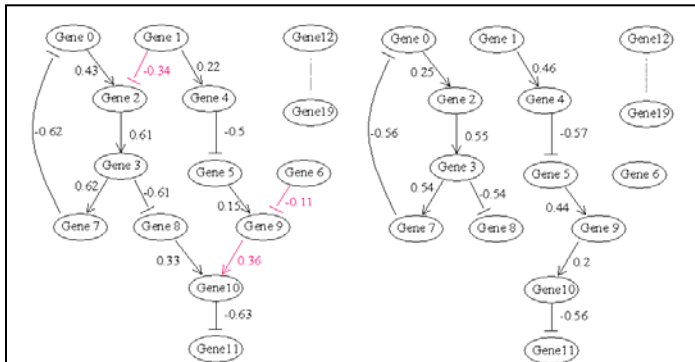 Gene 0 Gene 1 Gene12
0.43 -0.34 0.22
Gene 2 Gene 4 Gene19
-0.62 0.61 -0.5
Gene 3 Gene 5 Gene 6
0.62 -0.61 0.15 -0.11
Gene 7 Gene 8 Gene 9
0.33 0.36
Gene10
-0.63
Gene11
Gene 0 Gene 1 Gene12
0.25 0.46
Gene 2 Gene 4 Gene19
-0.56 0.55 -0.57
Gene 3 Gene 5 Gene 6
0.54 -0.54 0.44
Gene 7 Gene 8 Gene 9
0.2
Gene10
-0.56
Gene11